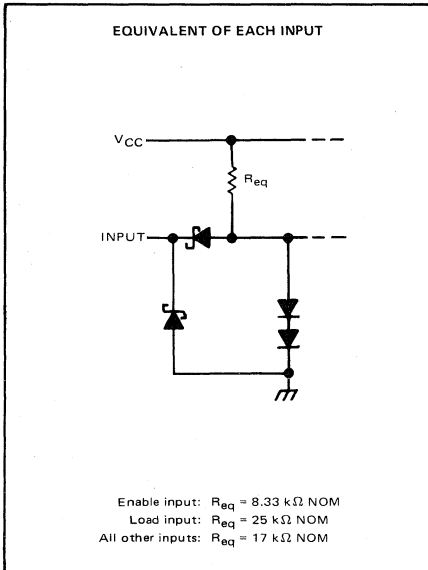 EQUIVALENT OF EACH INPUT
VCC
Req
INPUT
Enable input: Req = 8.33 kΩ NOM
Load input: Req = 25 kΩ NOM
All other inputs: Req = 17 kΩ NOM